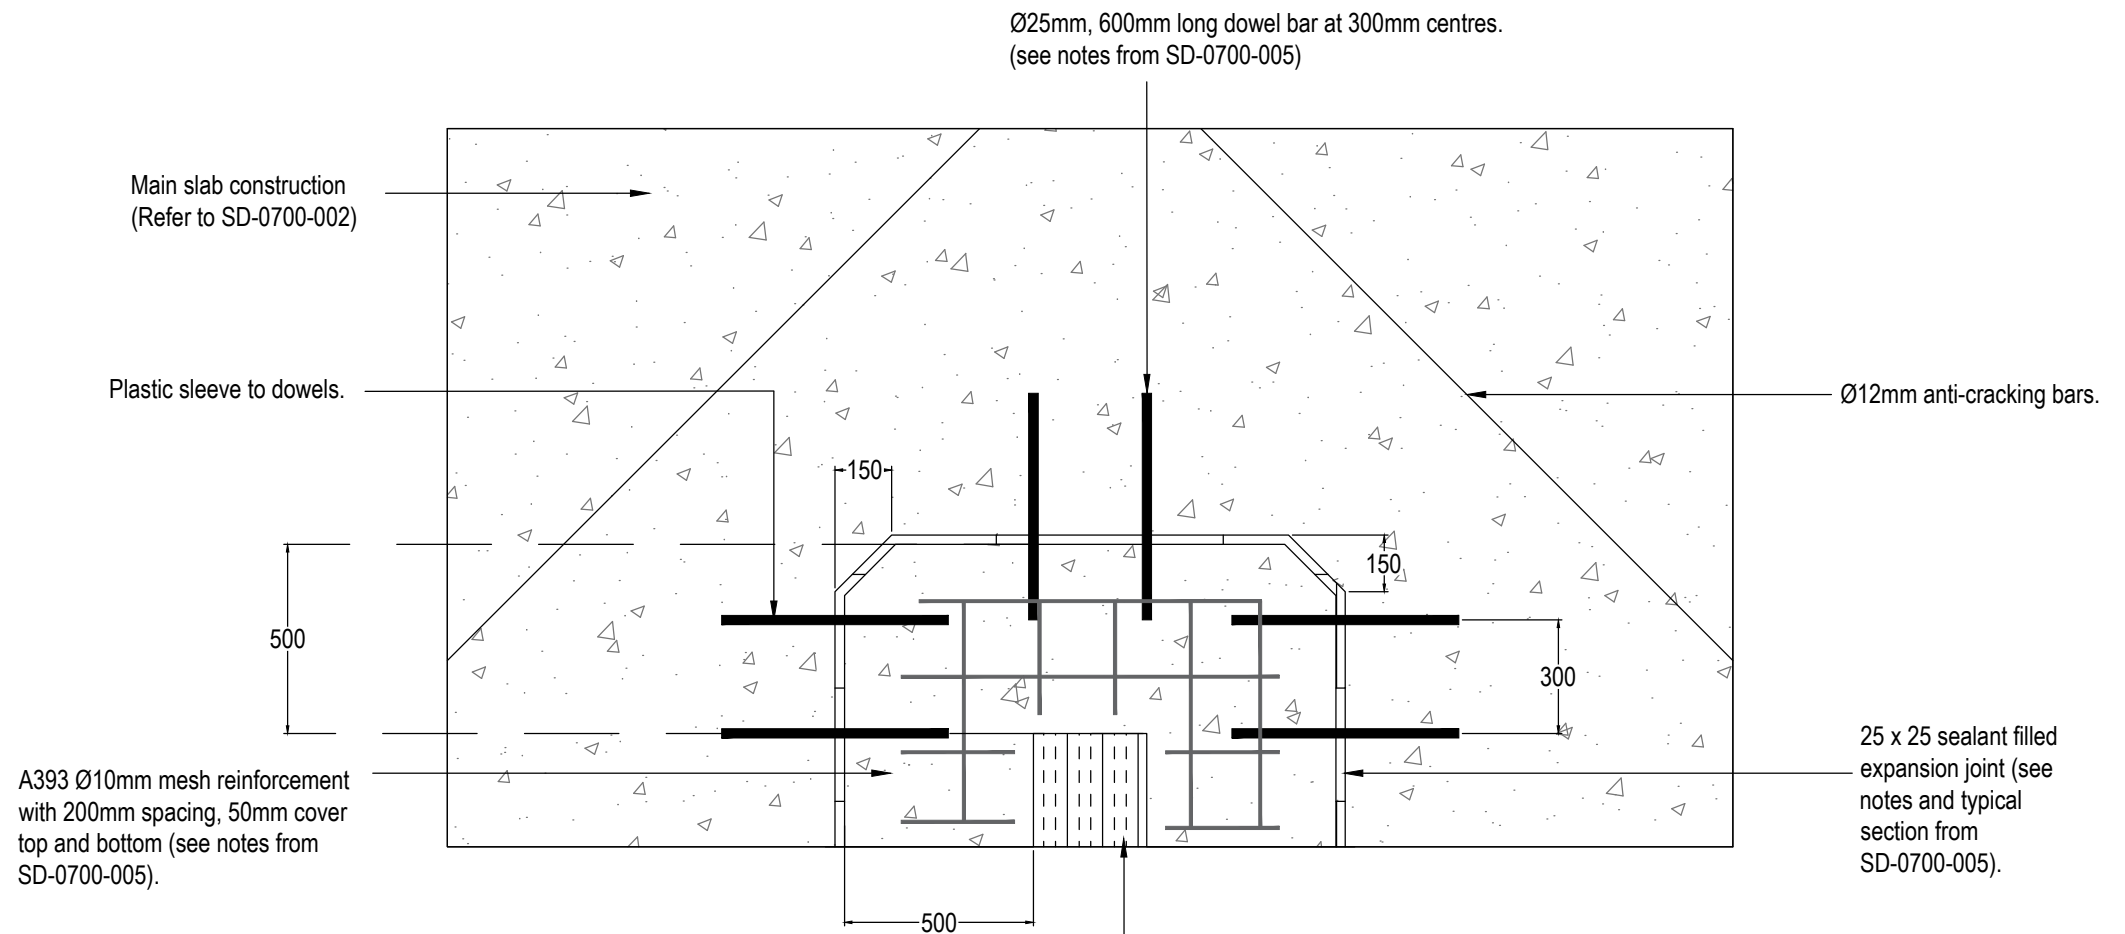 Ø25mm, 600mm long dowel bar at 300mm centres.
(see notes from SD-0700-005)
Main slab construction
(Refer to SD-0700-002)
Plastic sleeve to dowels.
Ø12mm anti-cracking bars.
150
150
500
300
A393 Ø10mm mesh reinforcement
with 200mm spacing, 50mm cover
top and bottom (see notes from
SD-0700-005).
25 x 25 sealant filled
expansion joint (see
notes and typical
section from
SD-0700-005).
500